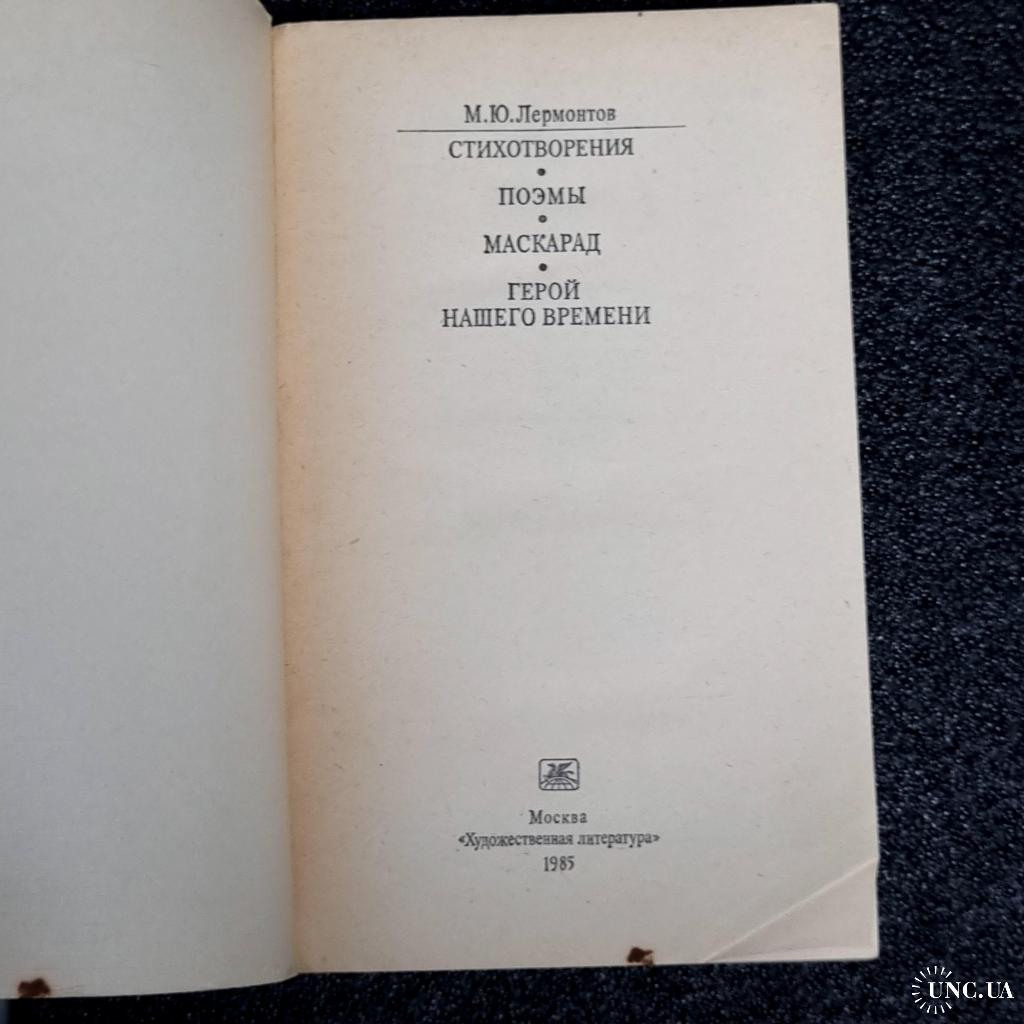 М.Ю.Лермонтов
СТИХОТВОРЕНИЯ
•
ПОЭМЫ
•
МАСКАРАД
•
ГЕРОЙ
НАШЕГО ВРЕМЕНИ
Москва
«Художественная литература»
1985
UNC.UA